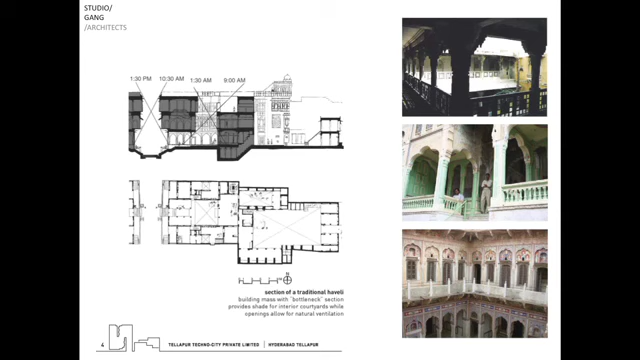 STUDIO/
GANG
/ARCHITECTS
1:30 PM 10:30 AM 1:30 AM 9:00 AM
section of a traditional haveli
building mass with "bottleneck" section
provides shade for interior courtyards while
openings allow for natural ventilation
4 TELLAPUR TECHNO-CITY PRIVATE LIMITED | HYDERABAD TELLAPUR